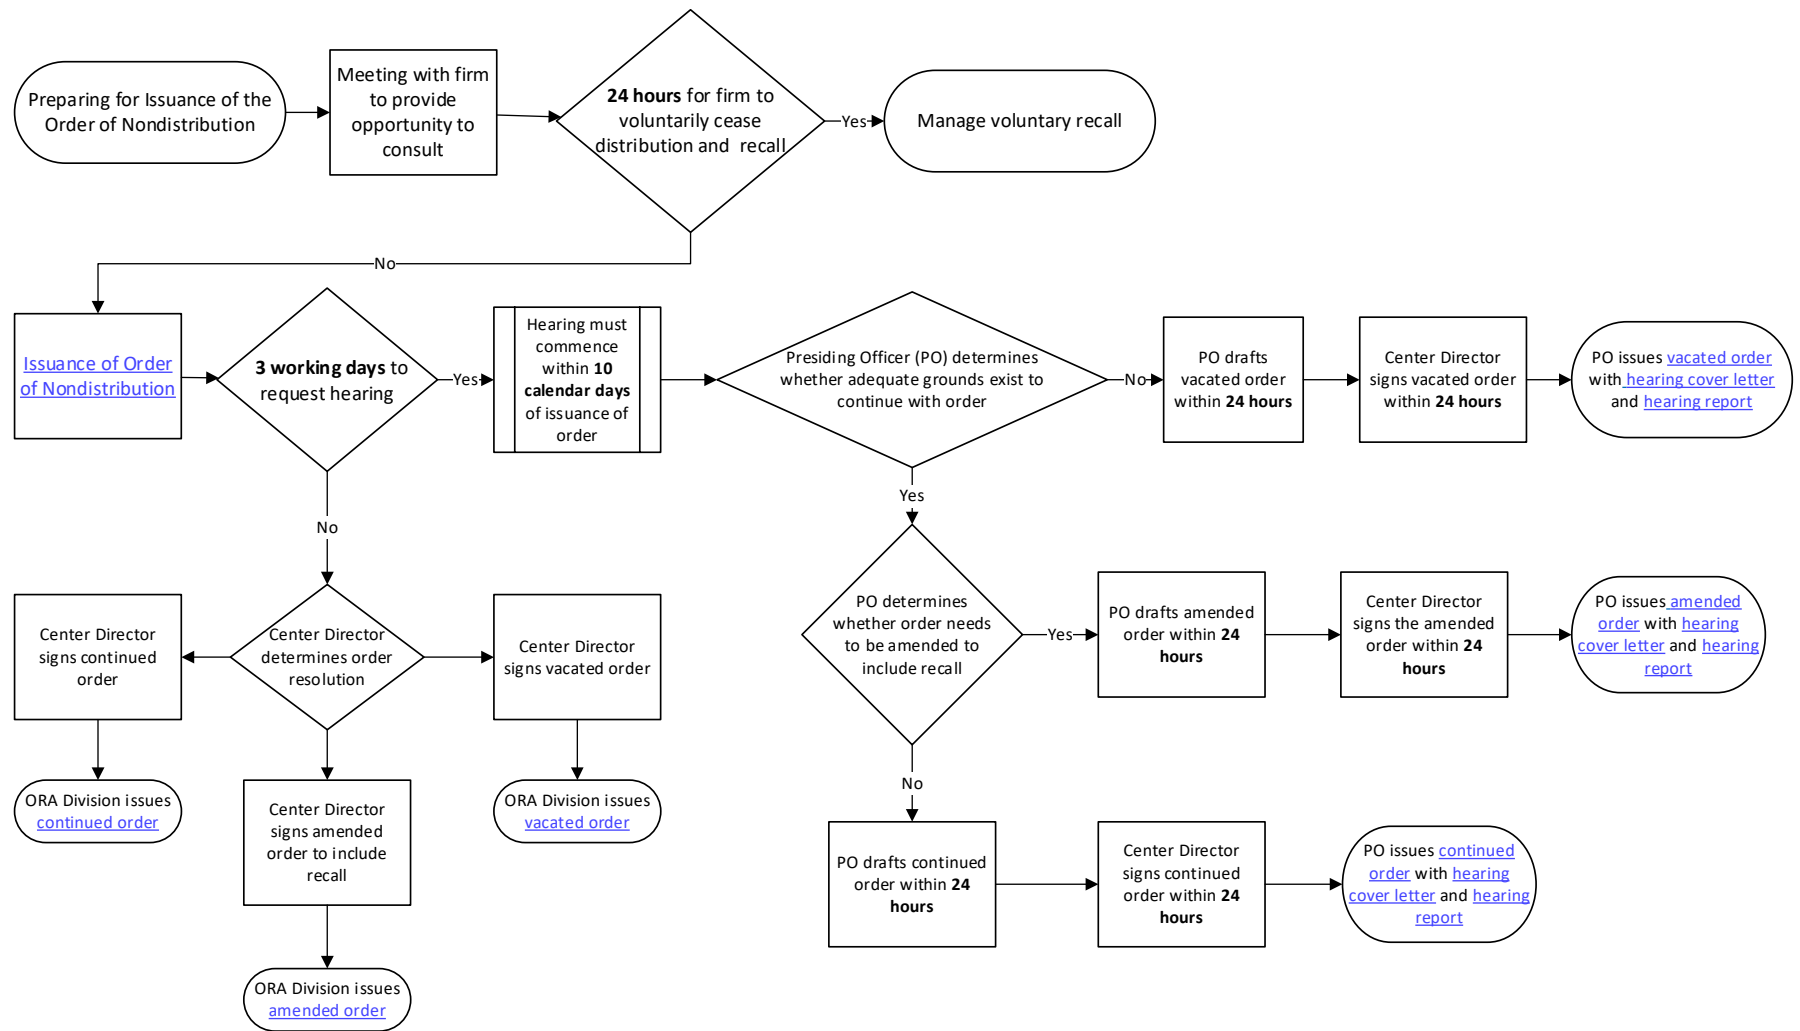 Preparing for Issuance of the
Order of Nondistribution
Meeting with firm
to provide
opportunity to
consult
24 hours for firm to
voluntarily cease
distribution and recall
Yes
Manage voluntary recall
No
Issuance of Order
of Nondistribution
3 working days to
request hearing
Yes
Hearing must
commence
within 10
calendar days
of issuance of
order
Presiding Officer (PO) determines
whether adequate grounds exist to
continue with order
No
PO drafts
vacated order
within 24 hours
Center Director
signs vacated order
within 24 hours
PO issues vacated order
with hearing cover letter
and hearing report
Yes
No
PO determines
whether order needs
to be amended to
include recall
Yes
PO drafts amended
order within 24
hours
Center Director
signs the amended
order within 24
hours
PO issues amended
order with hearing
cover letter and hearing
report
Center Director
signs continued
order
Center Director
determines order
resolution
Center Director
signs vacated order
ORA Division issues
continued order
Center Director
signs amended
order to include
recall
ORA Division issues
vacated order
No
PO drafts continued
order within 24
hours
Center Director
signs continued
order within 24
hours
PO issues continued
order with hearing
cover letter and hearing
report
ORA Division issues
amended order